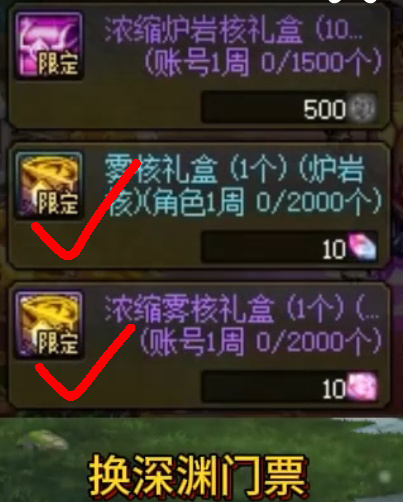 浓缩炉岩核礼盒 (10...
(账号1周 0/1500个)
限定
500
雾核礼盒 (1个) (炉岩
核)(角色1周 0/2000个)
限定
10
浓缩雾核礼盒 (1个) (...
(账号1周 0/2000个)
限定
10
换深渊门票